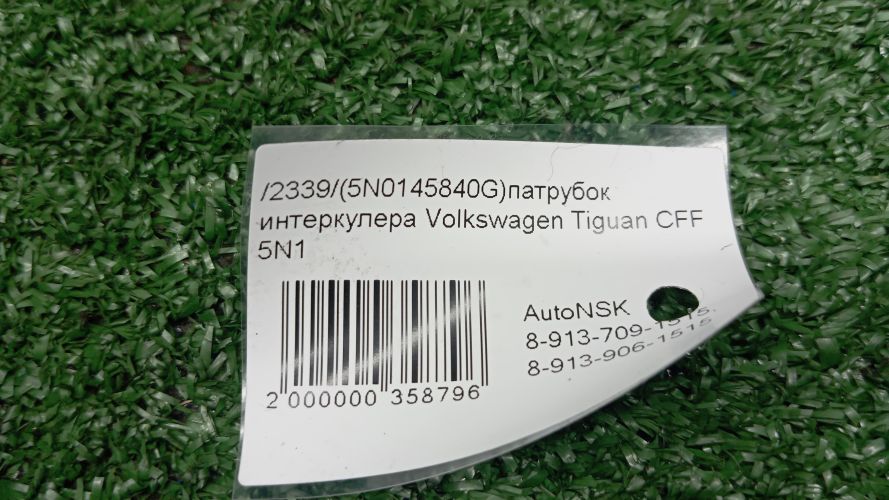 /2339/(5N0145840G)патрубок
интеркулера Volkswagen Tiguan CFF
5N1
AutoNSK
8-913-709-1515,
8-913-906-1515.
2 000000 358796